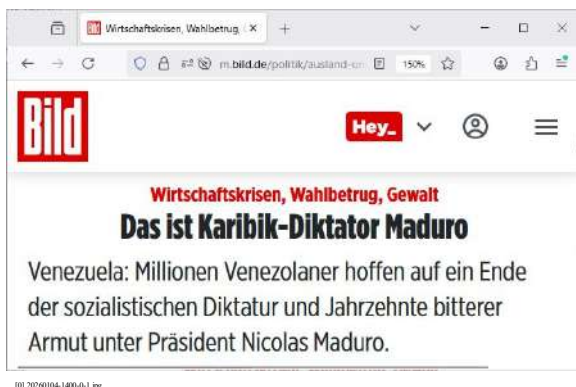 Wirtschaftskrisen, Wahlbetrug, (
m.bild.de/politik/ausland-un
150%
Bild
Hey_
Wirtschaftskrisen, Wahlbetrug, Gewalt
Das ist Karibik-Diktator Maduro
Venezuela: Millionen Venezolaner hoffen auf ein Ende
der sozialistischen Diktatur und Jahrzehnte bitterer
Armut unter Präsident Nicolas Maduro.